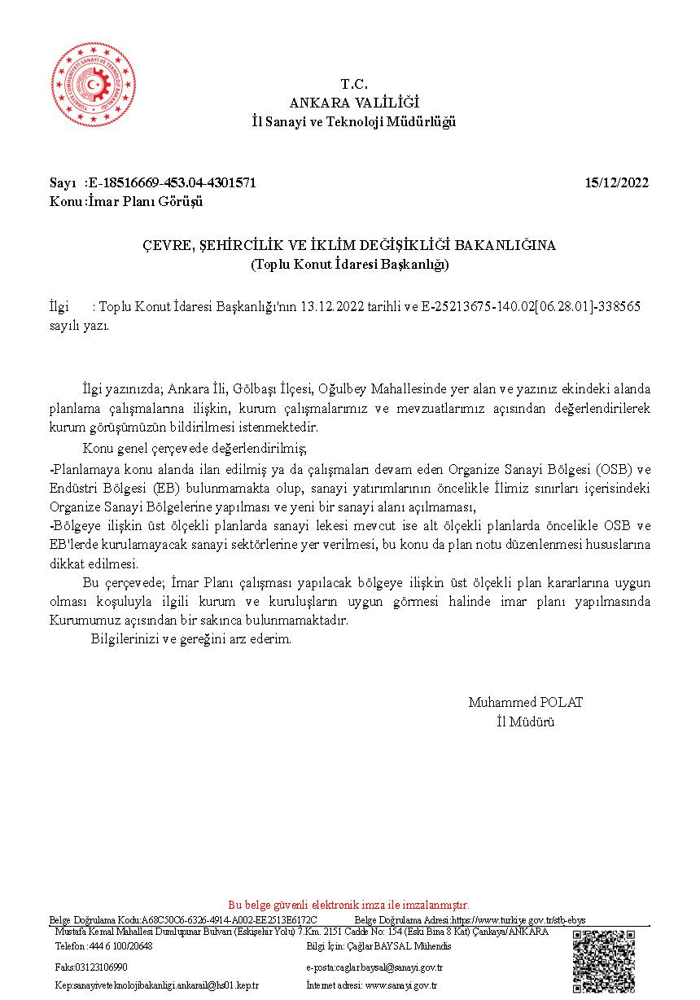 TÜRKİYE CUMHURİYETİ SANAYİ VE TEKNOLOJİ BAKANLIĞI
T.C.
ANKARA VALİLİĞİ
İl Sanayi ve Teknoloji Müdürlüğü
Sayı :E-18516669-453.04-4301571 15/12/2022
Konu:İmar Planı Görüşü
ÇEVRE, ŞEHİRCİLİK VE İKLİM DEĞİŞİKLİĞİ BAKANLIĞINA
(Toplu Konut İdaresi Başkanlığı)
İlgi : Toplu Konut İdaresi Başkanlığı'nın 13.12.2022 tarihli ve E-25213675-140.02[06.28.01]-338565
sayılı yazı.
İlgi yazınızda; Ankara İli, Gölbaşı İlçesi, Oğulbey Mahallesinde yer alan ve yazınız ekindeki alanda
planlama çalışmalarına ilişkin, kurum çalışmalarımız ve mevzuatlarımız açısından değerlendirilerek
kurum görüşümüzün bildirilmesi istenmektedir.
Konu genel çerçevede değerlendirilmiş;
-Planlamaya konu alanda ilan edilmiş ya da çalışmaları devam eden Organize Sanayi Bölgesi (OSB) ve
Endüstri Bölgesi (EB) bulunmamakta olup, sanayi yatırımlarının öncelikle İlimiz sınırları içerisindeki
Organize Sanayi Bölgelerine yapılması ve yeni bir sanayi alanı açılmaması,
-Bölgeye ilişkin üst ölçekli planlarda sanayi lekesi mevcut ise alt ölçekli planlarda öncelikle OSB ve
EB'lerde kurulamayacak sanayi sektörlerine yer verilmesi, bu konu da plan notu düzenlenmesi hususlarına
dikkat edilmesi.
Bu çerçevede; İmar Planı çalışması yapılacak bölgeye ilişkin üst ölçekli plan kararlarına uygun
olması koşuluyla ilgili kurum ve kuruluşların uygun görmesi halinde imar planı yapılmasında
Kurumumuz açısından bir sakınca bulunmamaktadır.
Bilgilerinizi ve gereğini arz ederim.
Muhammed POLAT
İl Müdürü
Bu belge güvenli elektronik imza ile imzalanmıştır.
Belge Doğrulama Kodu:A68C50C6-6326-4914-A002-EE2513E6172C Belge Doğrulama Adresi:https://www.turkiye.gov.tr/stb-ebys
Mustafa Kemal Mahallesi Dumlupınar Bulvarı (Eskişehir Yolu) 7.Km. 2151 Cadde No: 154 (Eski Bina 8 Kat) Çankaya/ANKARA
Telefon :444 6 100/20648 Bilgi İçin: Çağlar BAYSAL Mühendis
Faks:03123106990 e-posta:caglar.baysal@sanayi.gov.tr
Kep:sanayiveteknolojibakanligi.ankarail@hs01.kep.tr İnternet adresi: www.sanayi.gov.tr